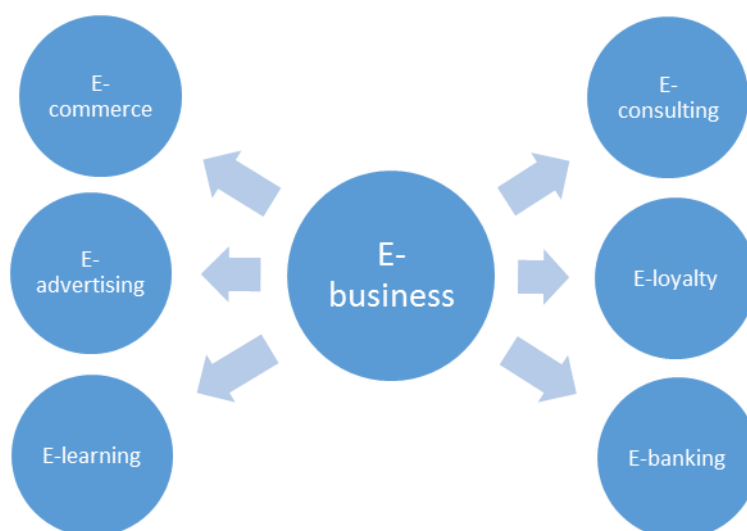 E-
commerce
E-
consulting
E-
advertising
E-
business
E-loyalty
E-learning
E-banking